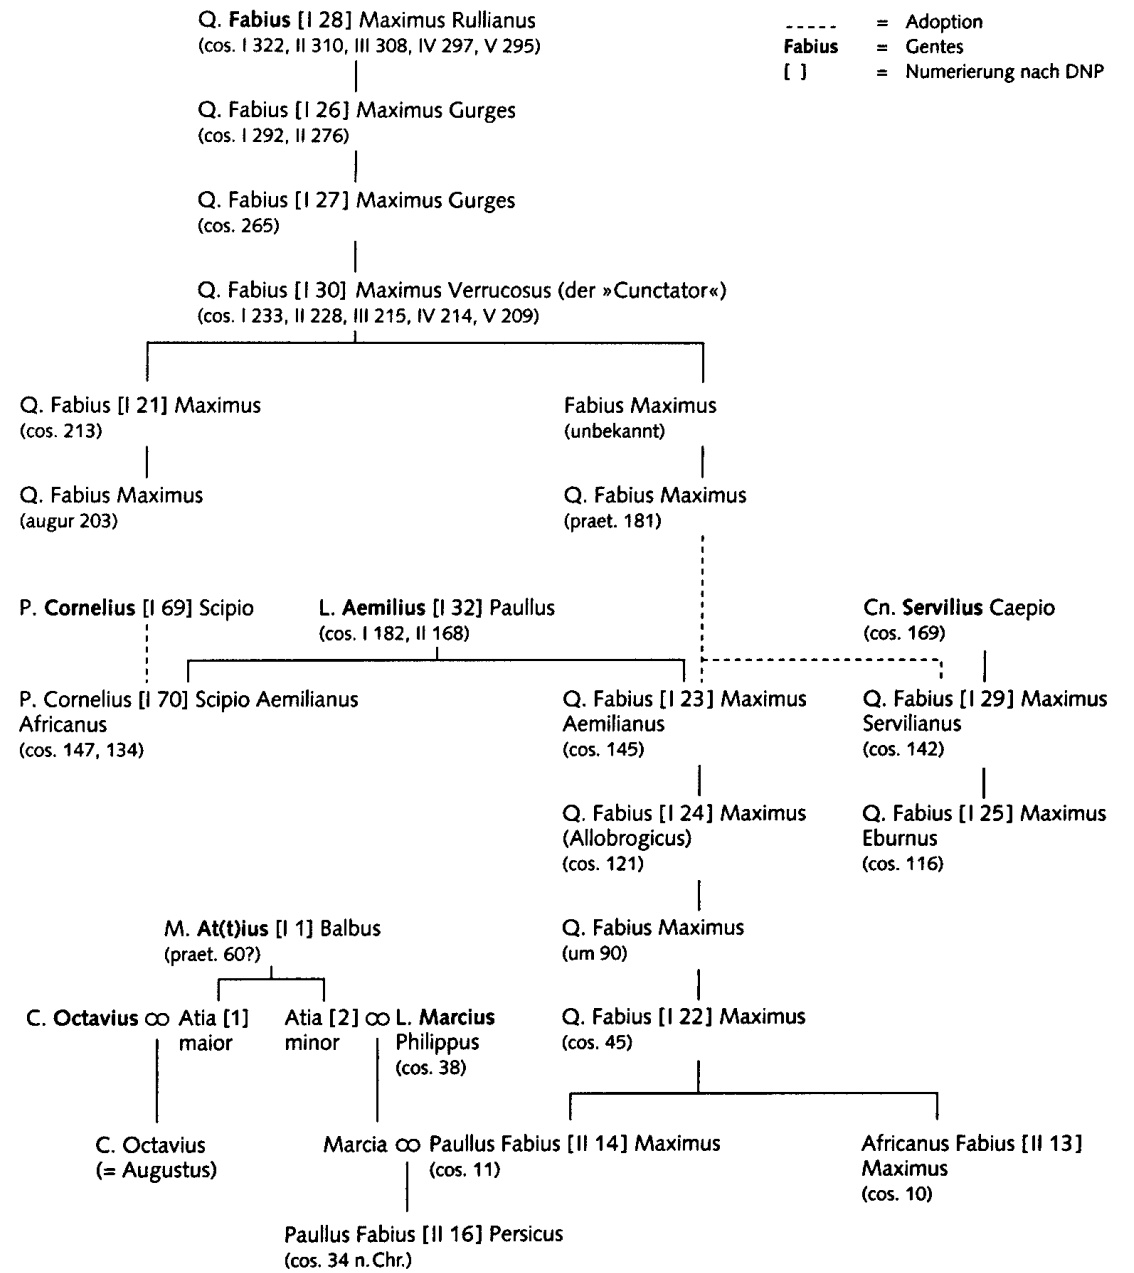 Q. Fabius [I 28] Maximus Rullianus
(cos. I 322, II 310, III 308, IV 297, V 295)
----- = Adoption
Fabius = Gentes
[ ] = Numerierung nach DNP
Q. Fabius [I 26] Maximus Gurges
(cos. I 292, II 276)
Q. Fabius [I 27] Maximus Gurges
(cos. 265)
Q. Fabius [I 30] Maximus Verrucosus (der »Cunctator«)
(cos. I 233, II 228, III 215, IV 214, V 209)
Q. Fabius [I 21] Maximus
(cos. 213)
Fabius Maximus
(unbekannt)
Q. Fabius Maximus
(augur 203)
Q. Fabius Maximus
(praet. 181)
P. Cornelius [I 69] Scipio
L. Aemilius [I 32] Paullus
(cos. I 182, II 168)
Cn. Servilius Caepio
(cos. 169)
P. Cornelius [I 70] Scipio Aemilianus
Africanus
(cos. 147, 134)
Q. Fabius [I 23] Maximus
Aemilianus
(cos. 145)
Q. Fabius [I 29] Maximus
Servilianus
(cos. 142)
Q. Fabius [I 24] Maximus
(Allobrogicus)
(cos. 121)
Q. Fabius [I 25] Maximus
Eburnus
(cos. 116)
M. At(t)ius [I 1] Balbus
(praet. 60?)
Q. Fabius Maximus
(um 90)
C. Octavius ∞ Atia [1]
maior
Atia [2] ∞ L. Marcius
minor Philippus
(cos. 38)
Q. Fabius [I 22] Maximus
(cos. 45)
C. Octavius
(= Augustus)
Marcia ∞ Paullus Fabius [II 14] Maximus
(cos. 11)
Africanus Fabius [II 13]
Maximus
(cos. 10)
Paullus Fabius [II 16] Persicus
(cos. 34 n. Chr.)